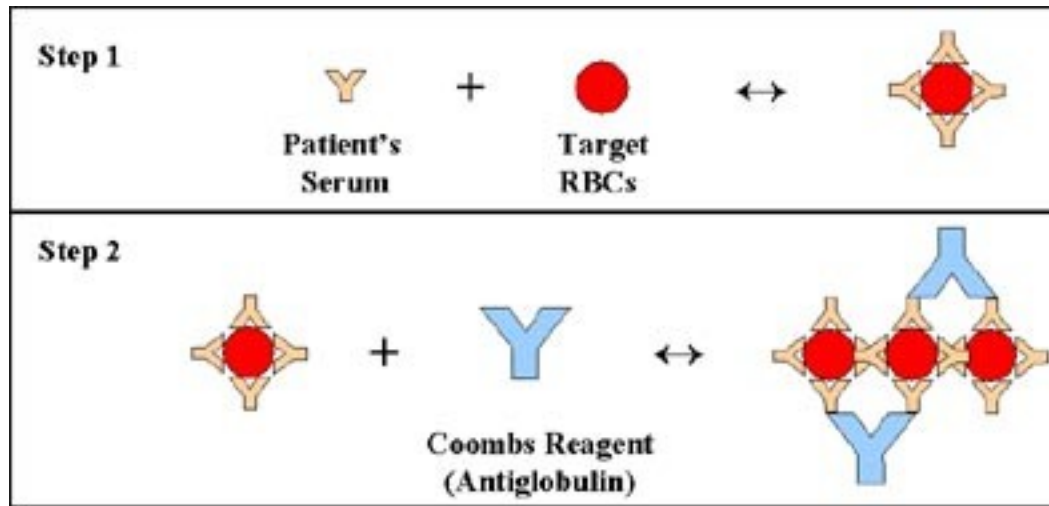 Step 1
+
↔
Patient's
Serum
Target
RBCs
Step 2
+
↔
Coombs Reagent
(Antiglobulin)